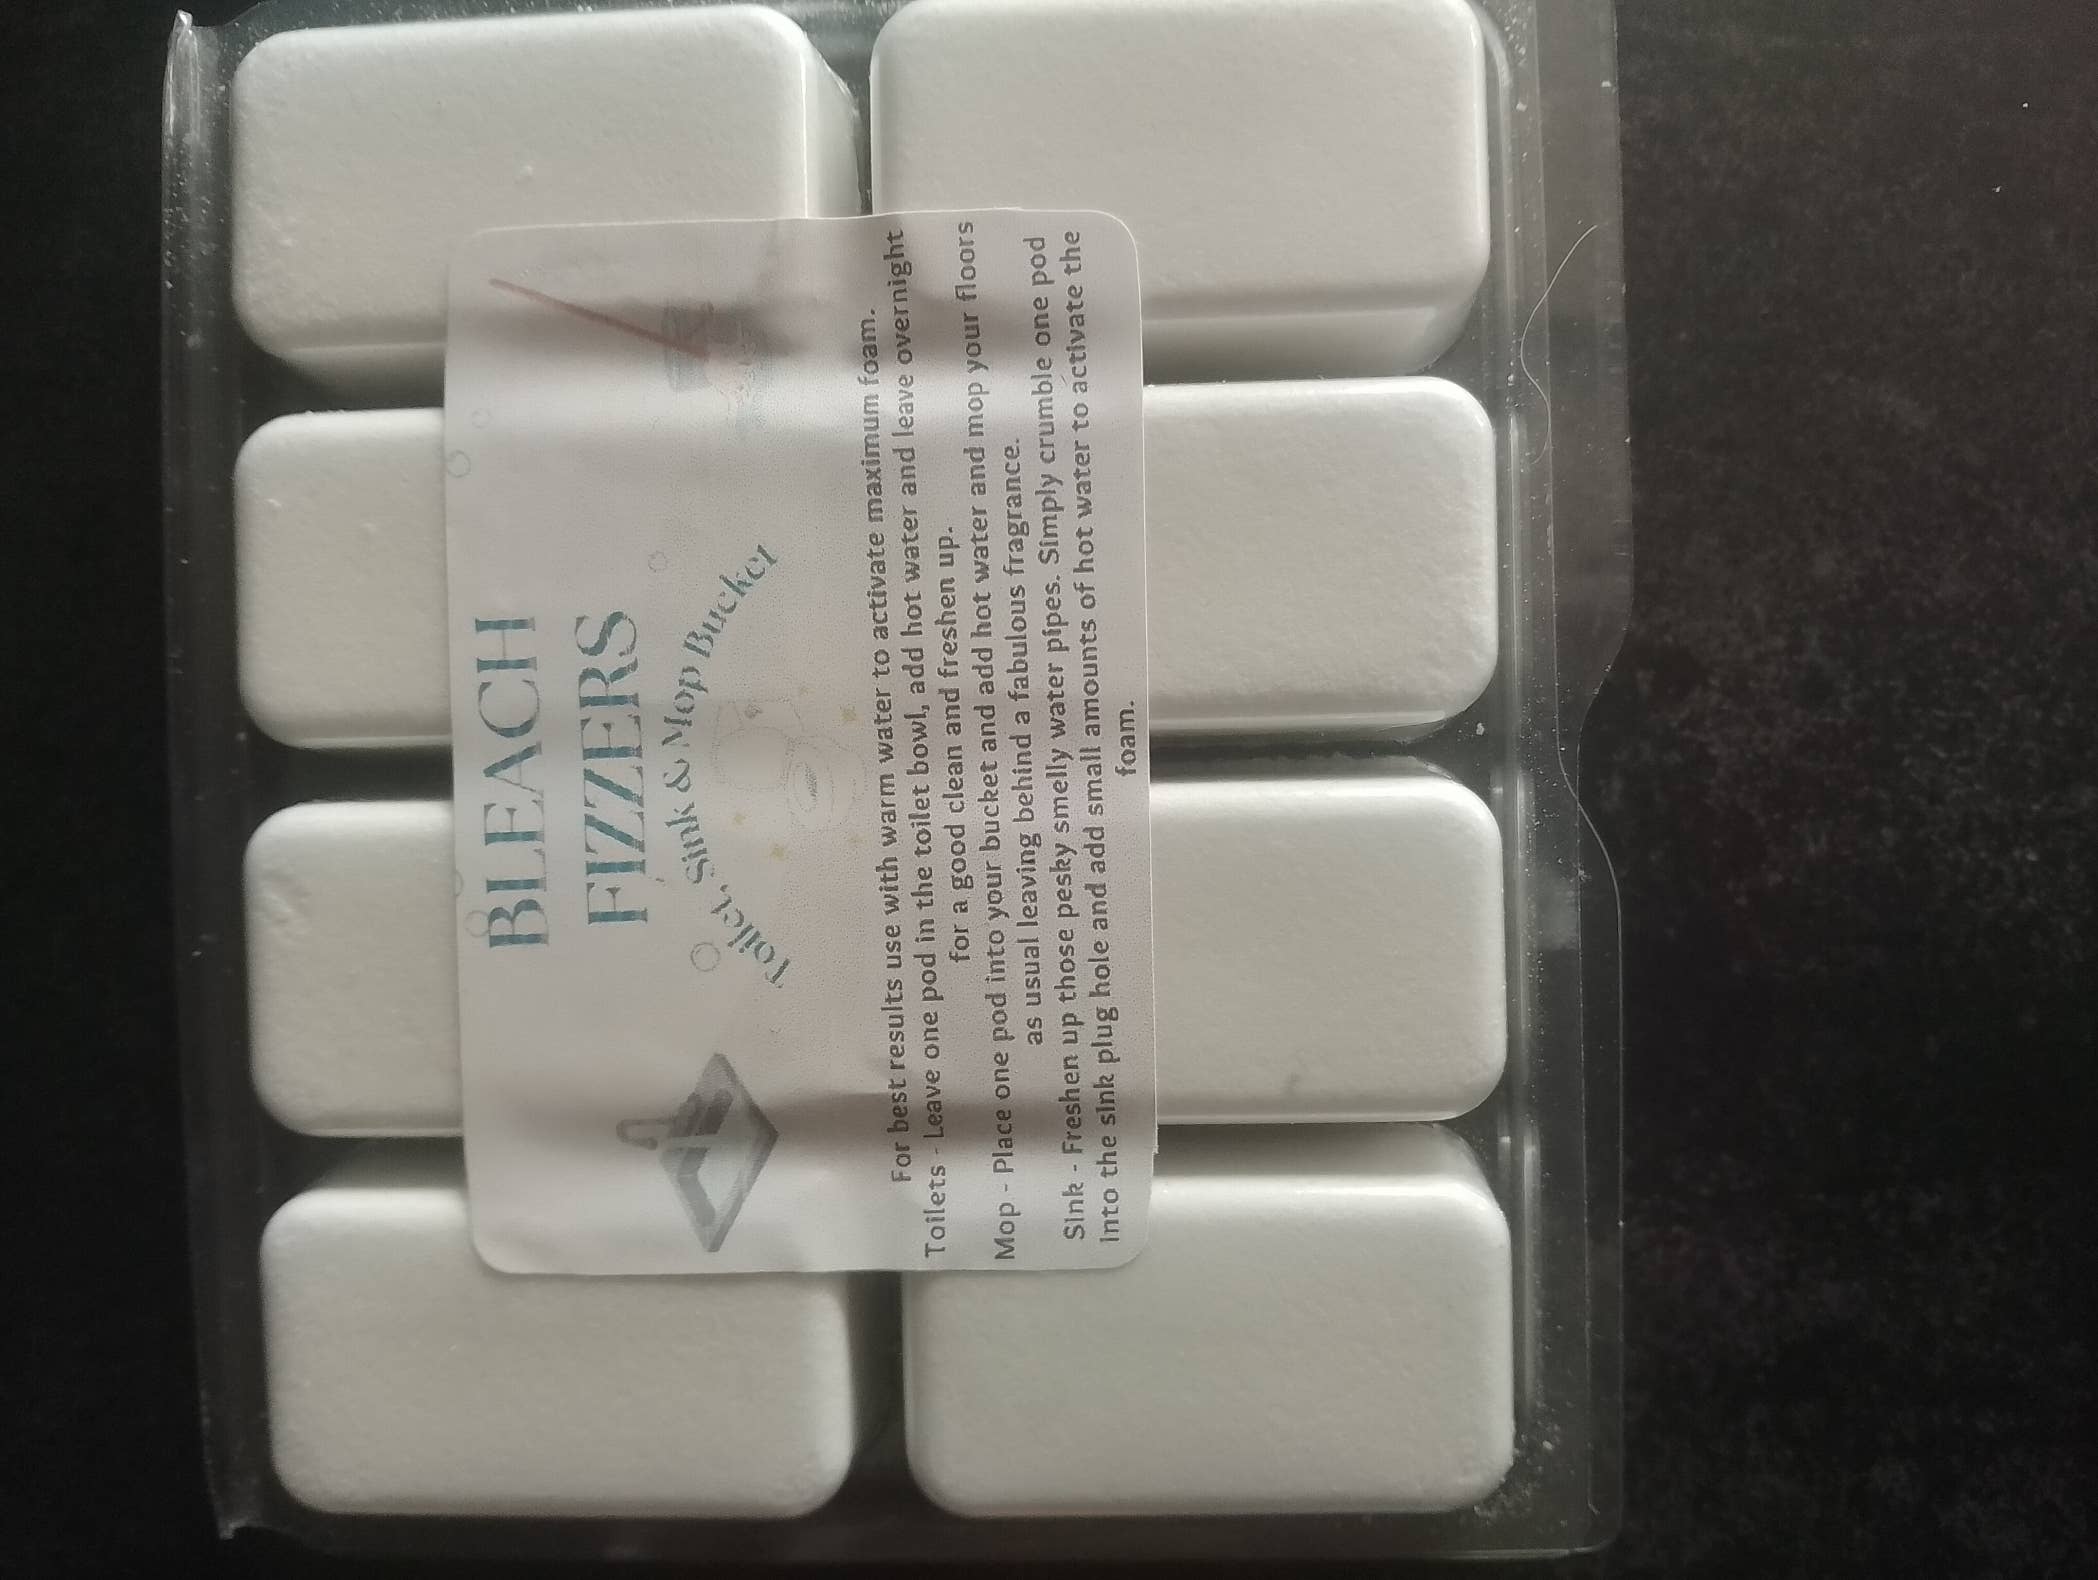 BLEACH
FIZZERS
Toilet, Sink & Mop Bucket
For best results use with warm water to activate maximum foam.
Toilets - Leave one pod in the toilet bowl, add hot water and leave overnight
for a good clean and freshen up.
Mop - Place one pod into your bucket and add hot water and mop your floors
as usual leaving behind a fabulous fragrance.
Sink - Freshen up those pesky smelly water pipes. Simply crumble one pod
into the sink plug hole and add small amounts of hot water to activate the
foam.